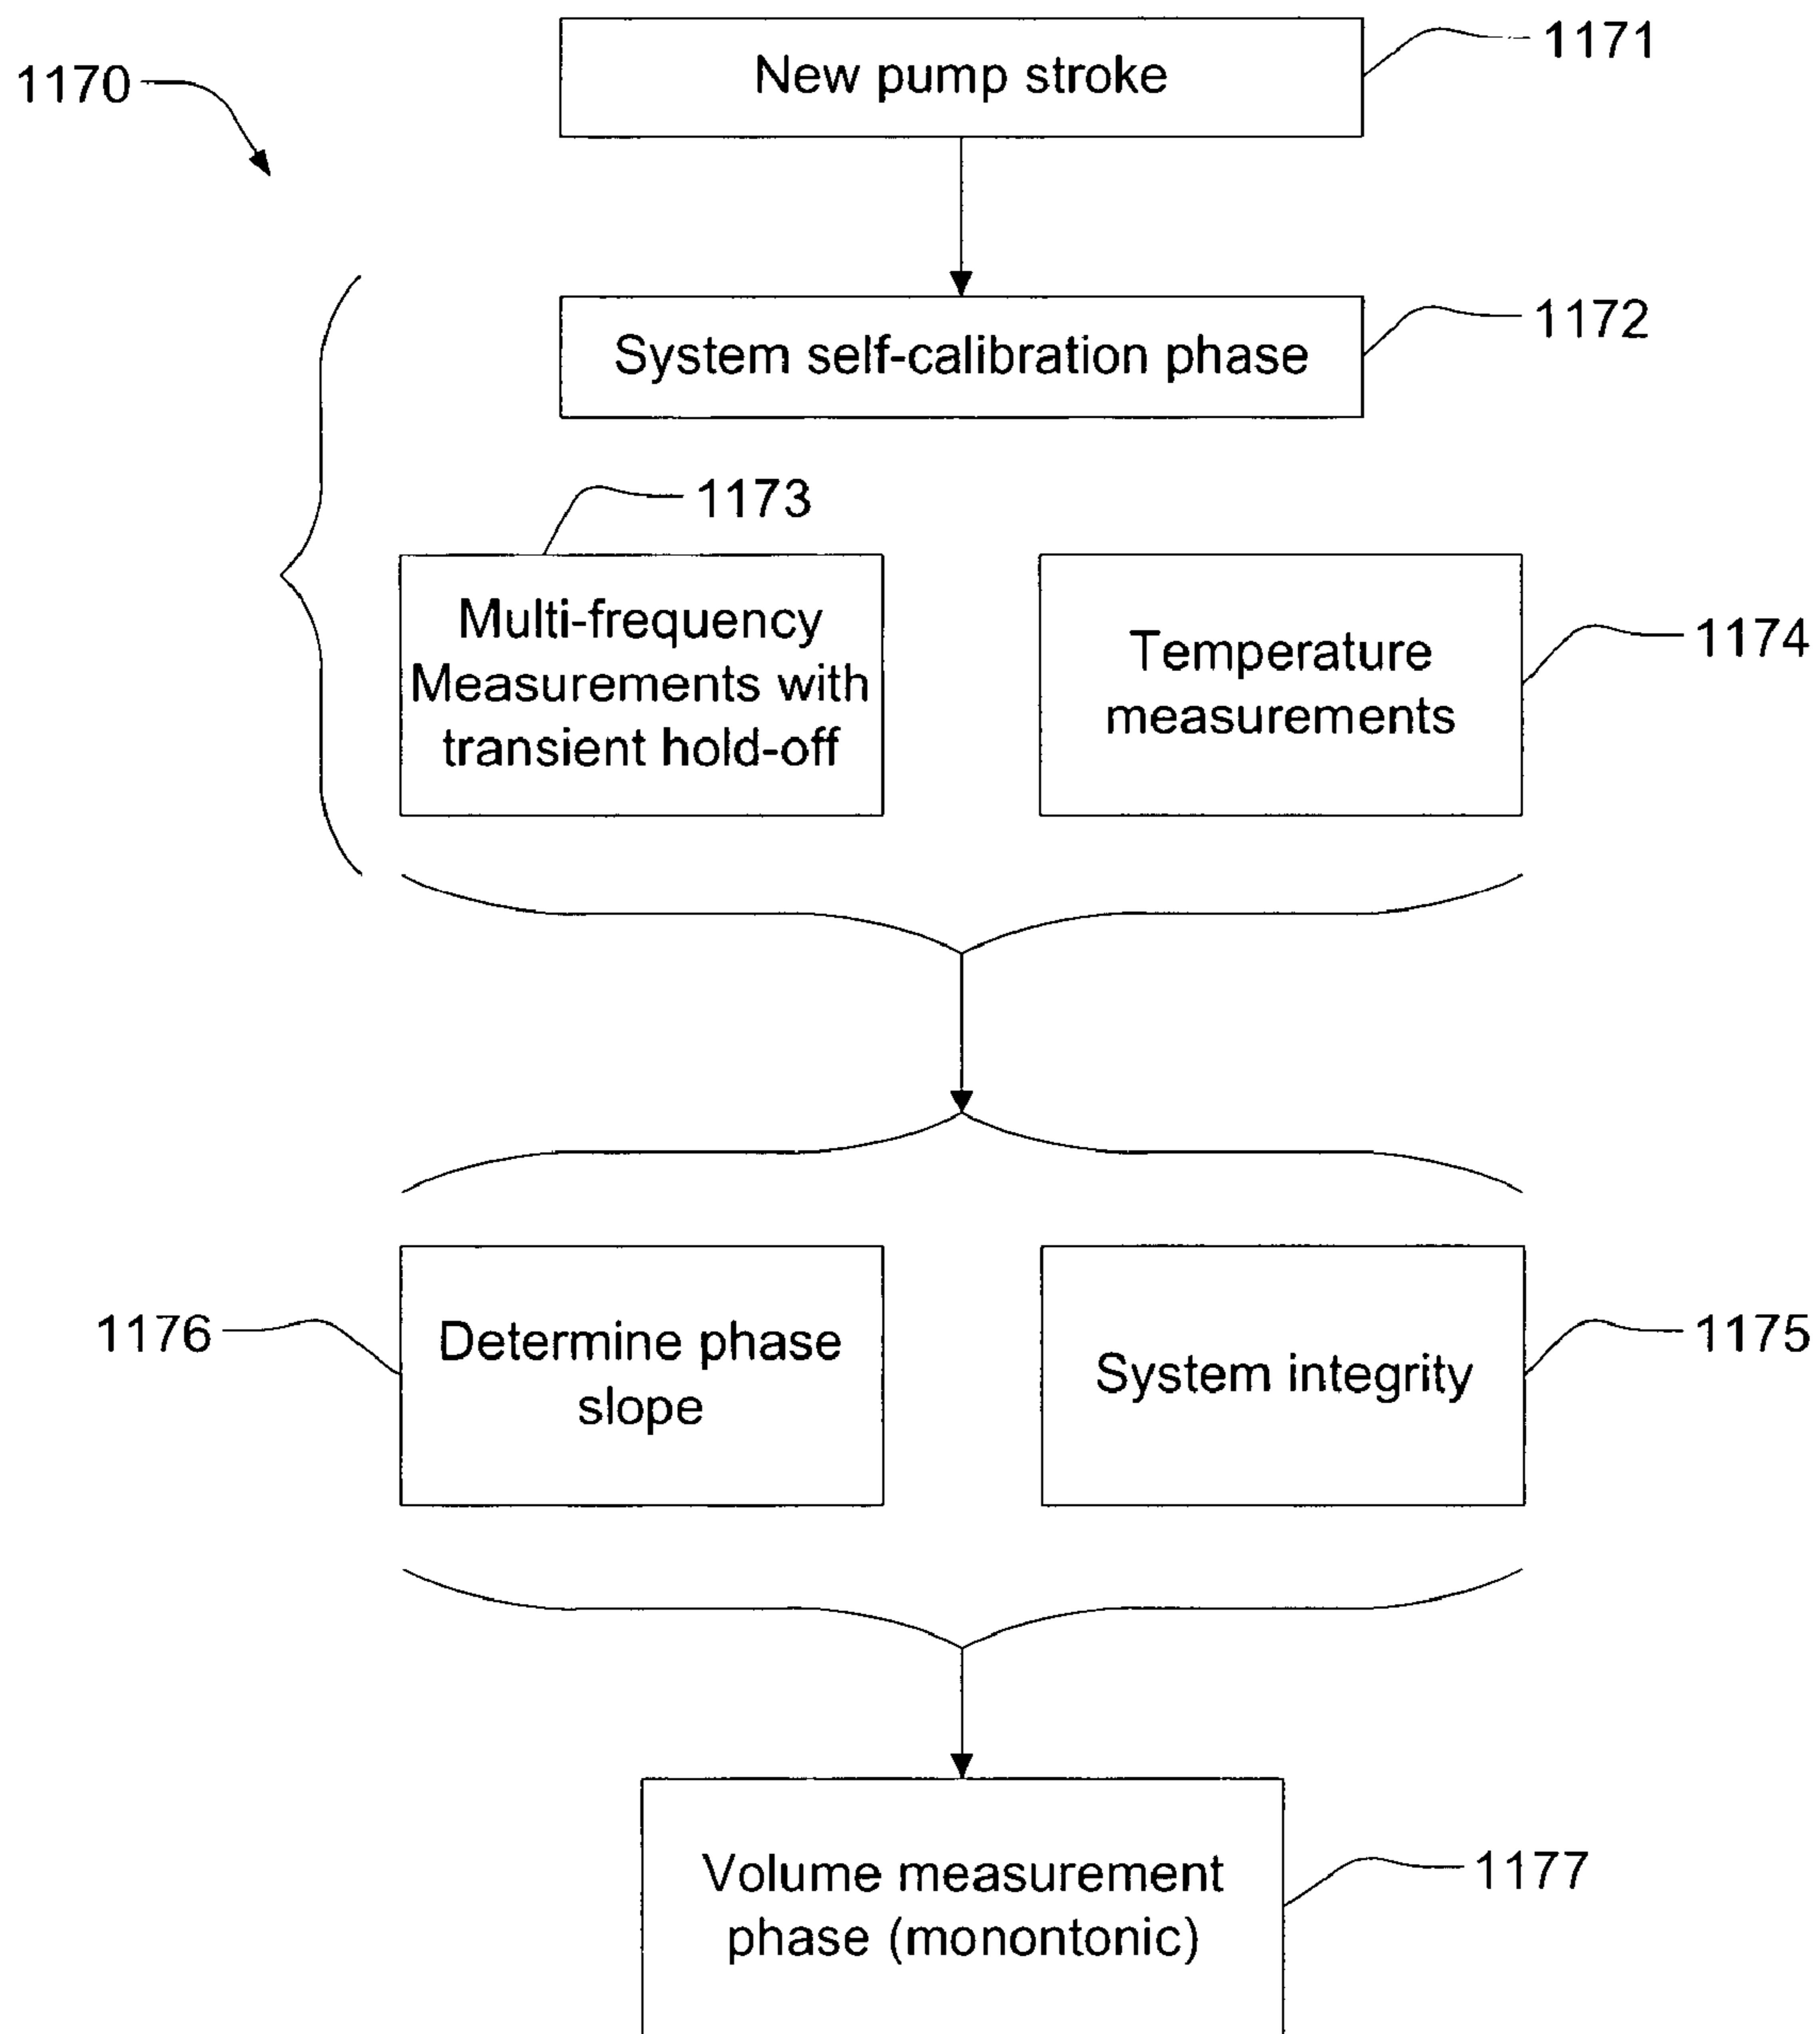 1170
New pump stroke
1171
System self-calibration phase
1172
1173
Multi-frequency
Measurements with
transient hold-off
Temperature
measurements
1174
1176
Determine phase
slope
System integrity
1175
Volume measurement
phase (monontonic)
1177